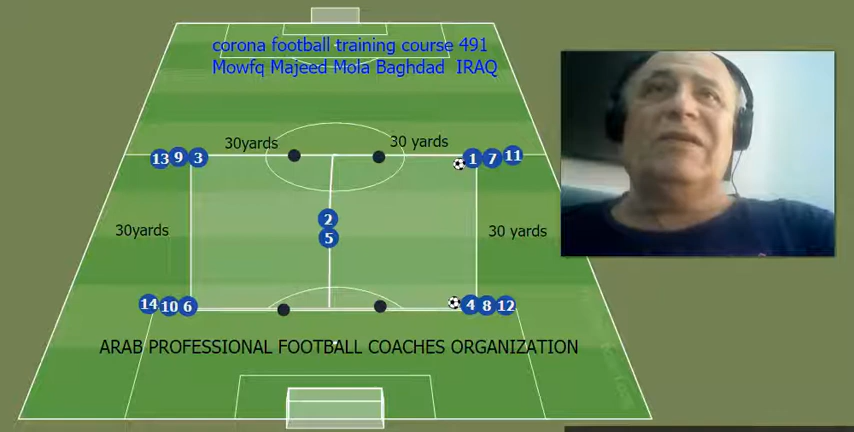 corona football training course 491
Mowfq Majeed Mola Baghdad IRAQ
30yards
30 yards
13 9 3
1 7 11
2
5
30yards
30 yards
14 10 6
4 8 12
ARAB PROFESSIONAL FOOTBALL COACHES ORGANIZATION